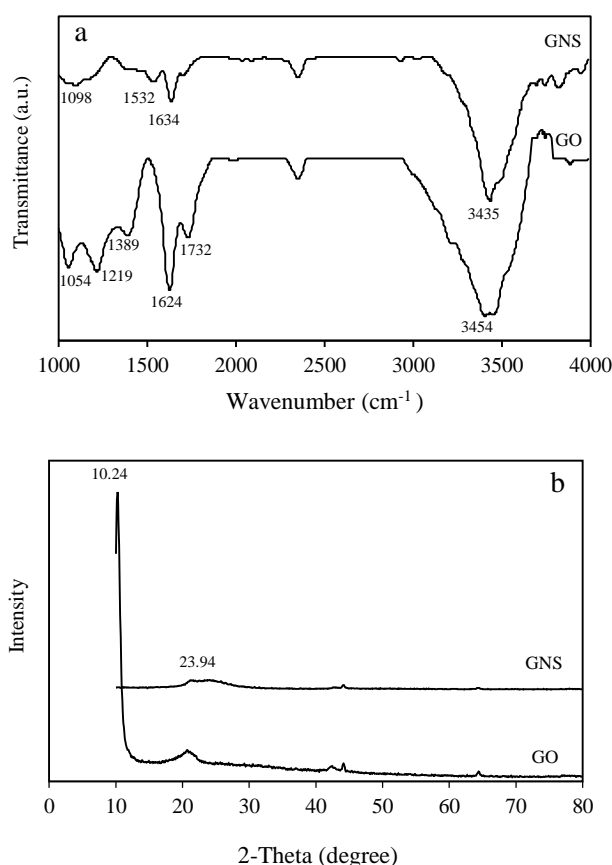 a
GNS
1098
1532
1634
GO
Transmittance (a.u.)
3435
1389
1732
1054
1219
1624
3454
1000 1500 2000 2500 3000 3500 4000
Wavenumber (cm-1 )
10.24
b
Intensity
23.94
GNS
GO
0 10 20 30 40 50 60 70 80
2-Theta (degree)